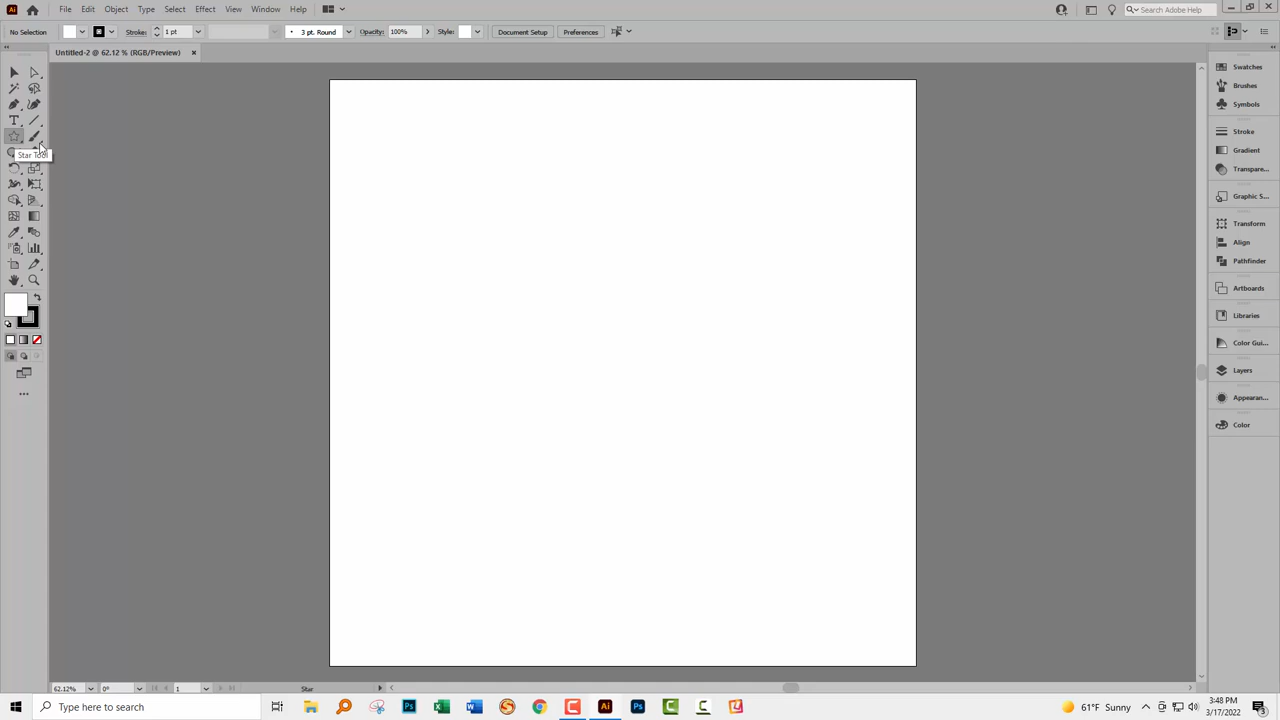 Ai File Edit Object Type Select Effect View Window Help Search Adobe Help
No Selection Stroke: 1 pt 3 pt. Round Opacity: 100% Style: Document Setup Preferences
Untitled-2 @ 62.12 % (RGB/Preview) ×
Star Tool
Swatches
Brushes
Symbols
Stroke
Gradient
Transpare...
Graphic S...
Transform
Align
Pathfinder
Artboards
Libraries
Color Gui...
Layers
Appearan...
Color
62.12% 0° 1 Star
Type here to search 61°F Sunny 3:48 PM
3/17/2022